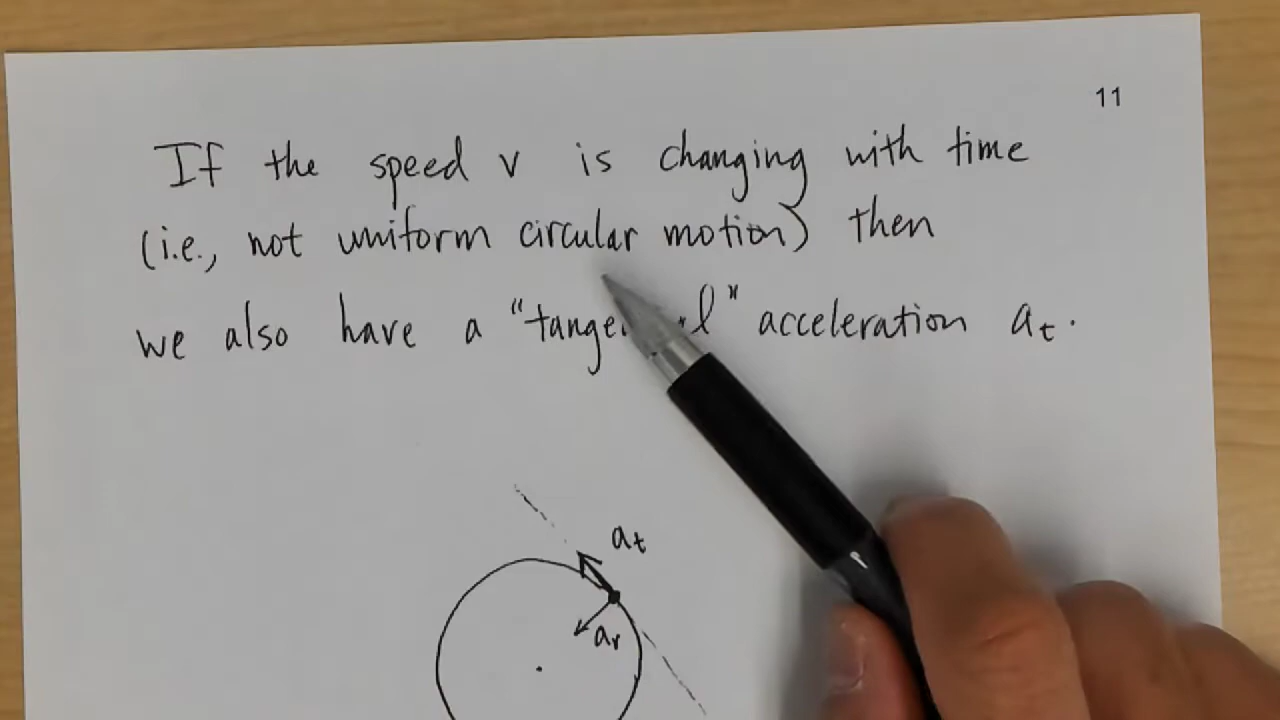 11
If the speed v is changing with time
(i.e., not uniform circular motion) then
we also have a " " acceleration at.
at
ar